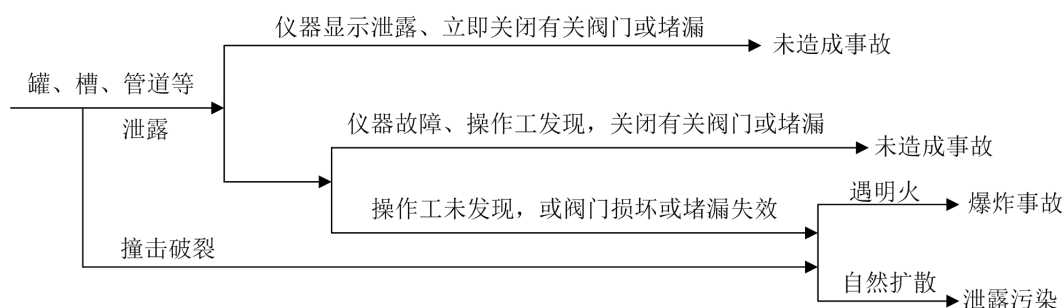 仪器显示泄露、立即关闭有关阀门或堵漏
未造成事故
罐、槽、管道等
泄露
仪器故障、操作工发现，关闭有关阀门或堵漏
未造成事故
操作工未发现，或阀门损坏或堵漏失效
遇明火
爆炸事故
撞击破裂
自然扩散
泄露污染